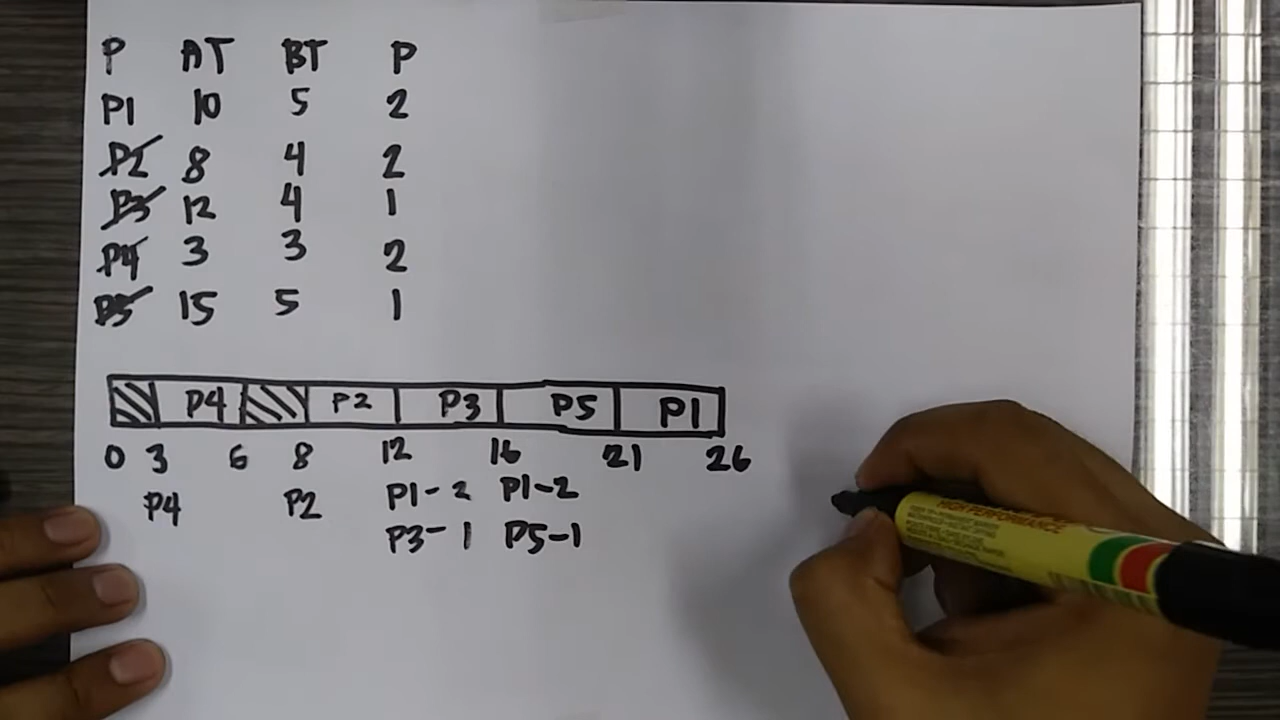 P AT BT P
P1 10 5 2
P2 8 4 2
P3 12 4 1
P4 3 3 2
P5 15 5 1
P4 P2 P3 P5 P1
0 3 6 8 12 16 21 26
P4 P2 P1-2 P1-2
P3-1 P5-1
HIGH PERFORMANCE